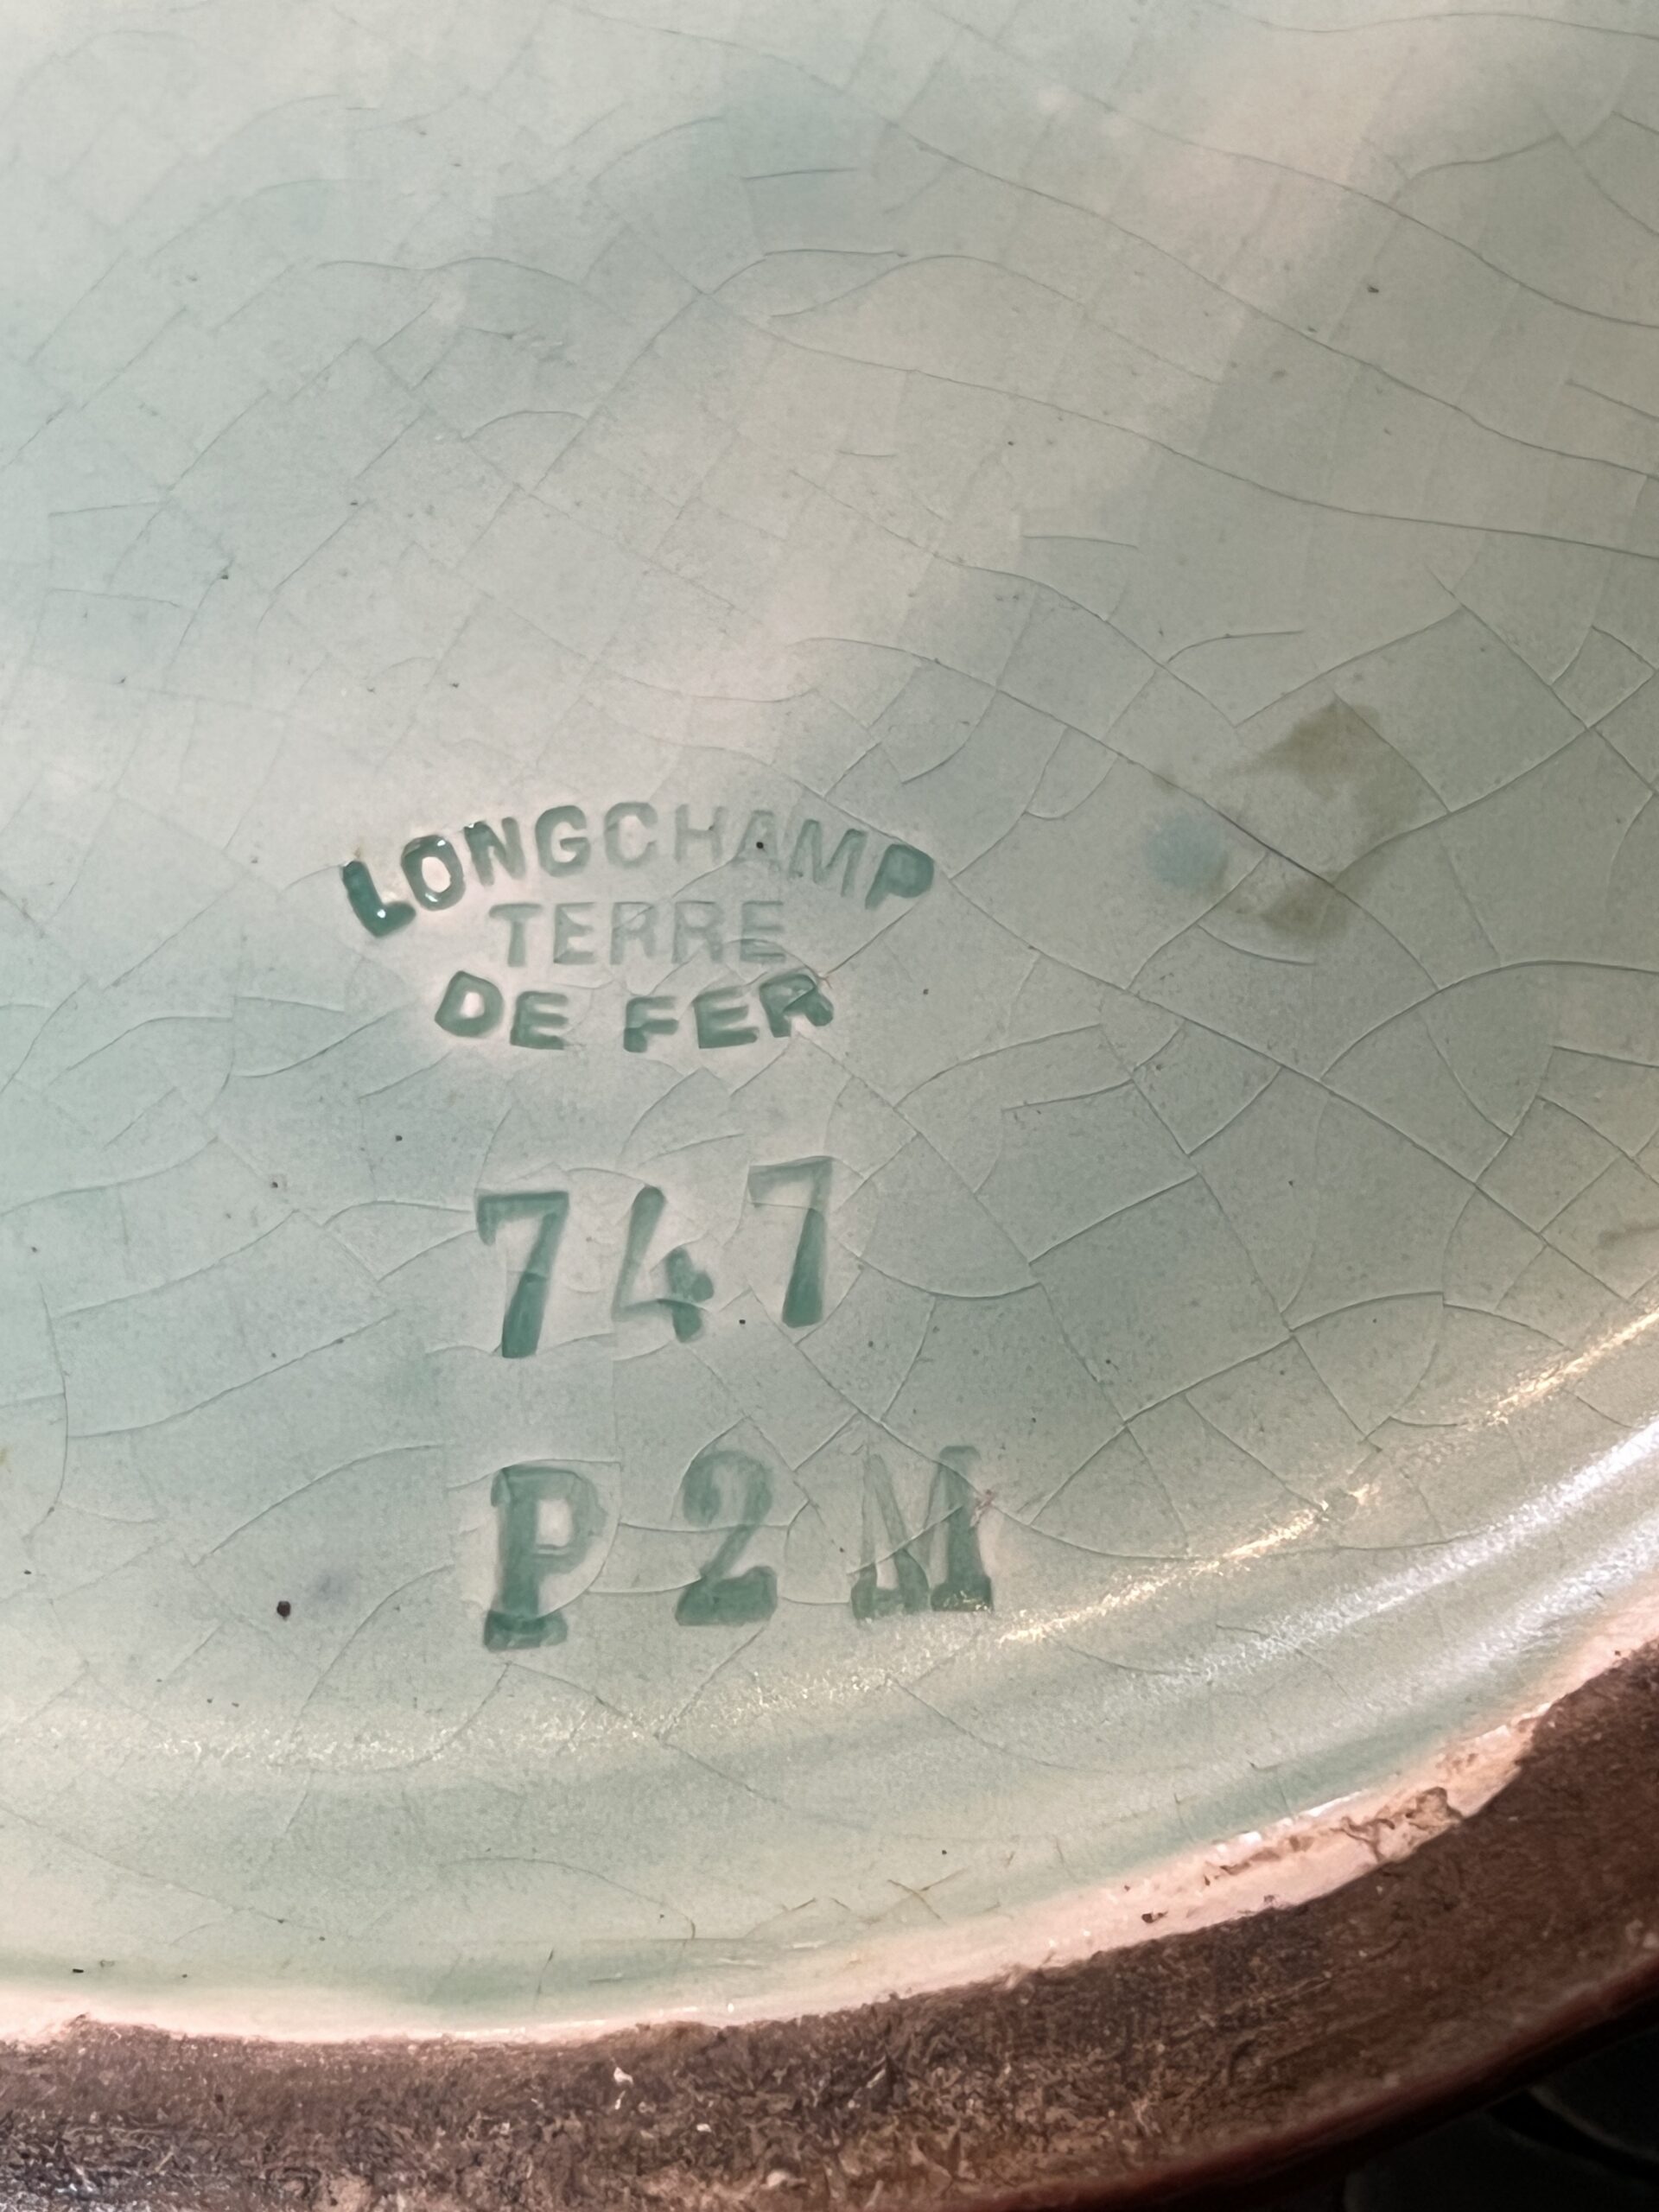 LONGCHAMP
TERRE
DE FER
747
P2M